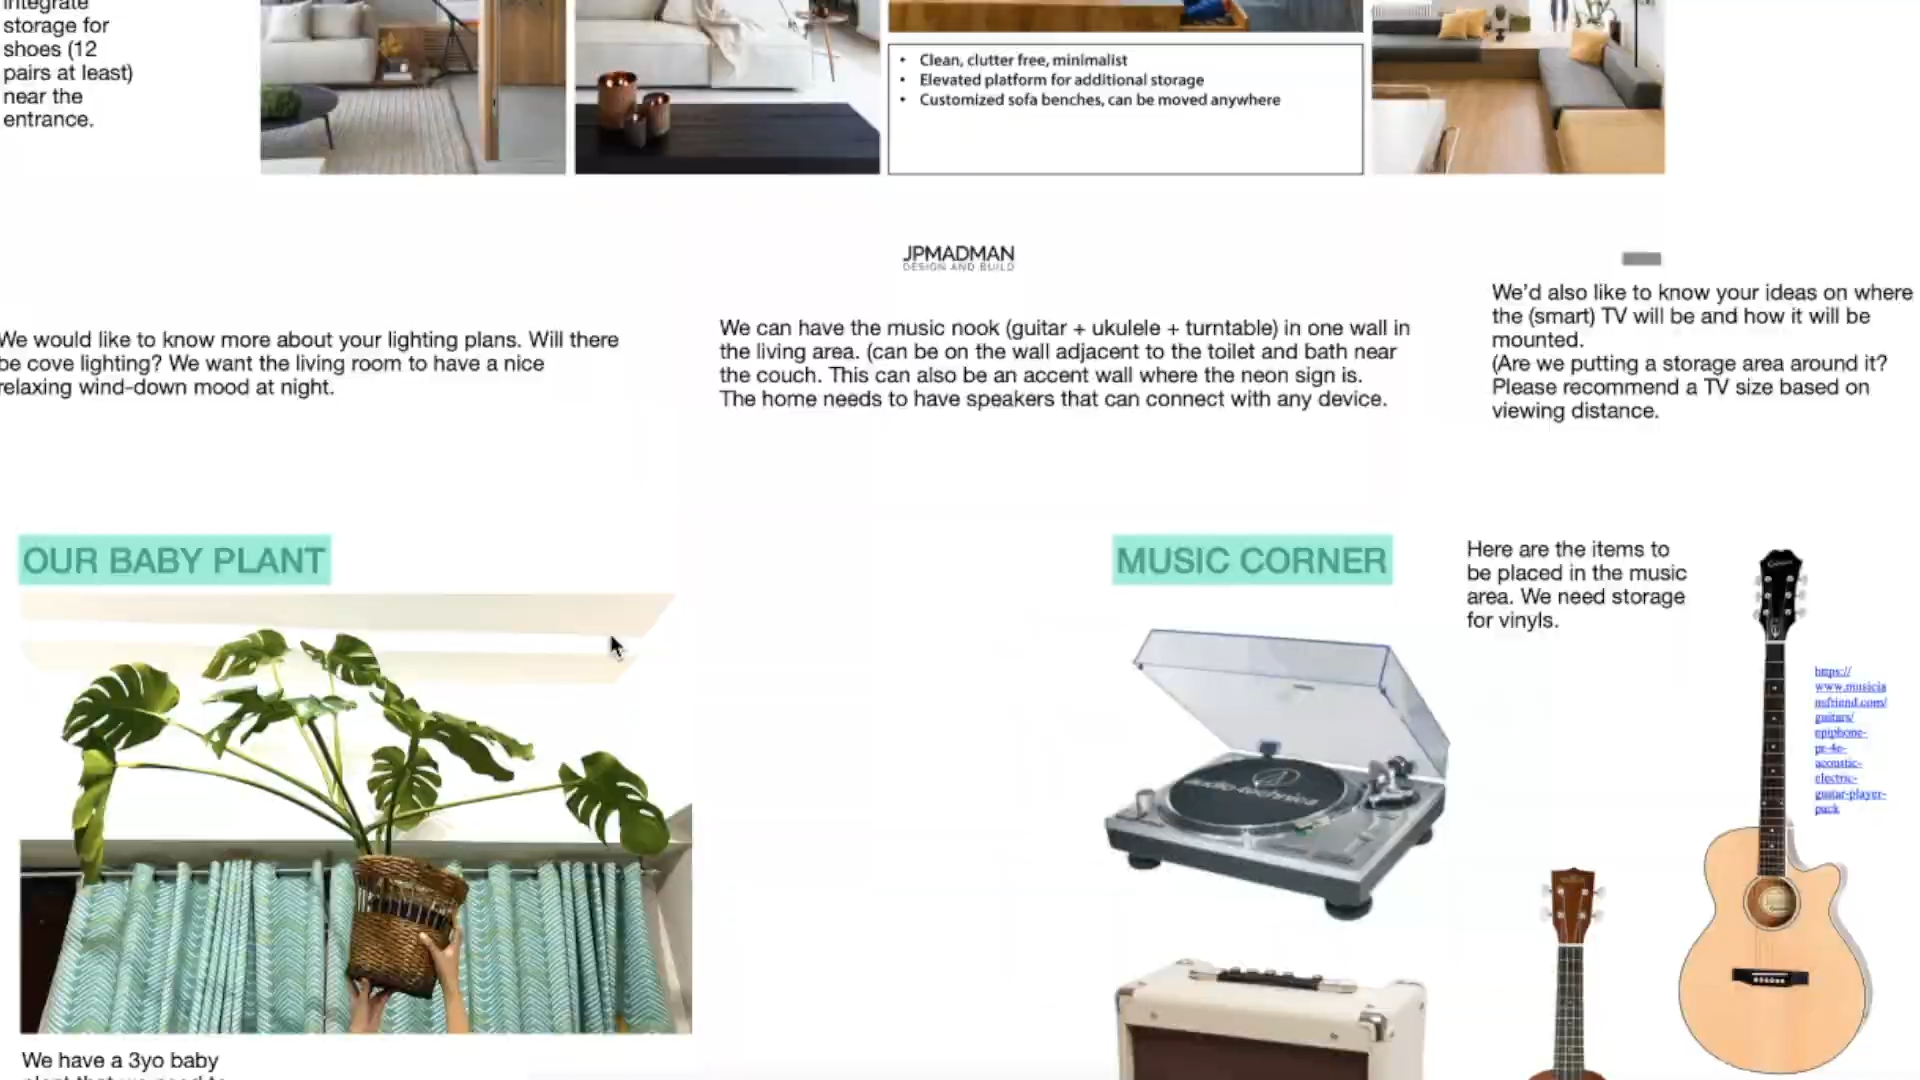 integrate
storage for
shoes (12
pairs at least)
near the
entrance.
• Clean, clutter free, minimalist
• Elevated platform for additional storage
• Customized sofa benches, can be moved anywhere
JPMADMAN
DESIGN AND BUILD
We would like to know more about your lighting plans. Will there
be cove lighting? We want the living room to have a nice
relaxing wind-down mood at night.
We can have the music nook (guitar + ukulele + turntable) in one wall in
the living area. (can be on the wall adjacent to the toilet and bath near
the couch. This can also be an accent wall where the neon sign is.
The home needs to have speakers that can connect with any device.
We'd also like to know your ideas on where
the (smart) TV will be and how it will be
mounted.
(Are we putting a storage area around it?
Please recommend a TV size based on
viewing distance.
OUR BABY PLANT
MUSIC CORNER
Here are the items to
be placed in the music
area. We need storage
for vinyls.
https://
www.musicia
nsfriend.com/
guitars/
epiphone-
pr-4e-
acoustic-
electric-
guitar-player-
pack
audio-technica
We have a 3yo baby
plant that we need to